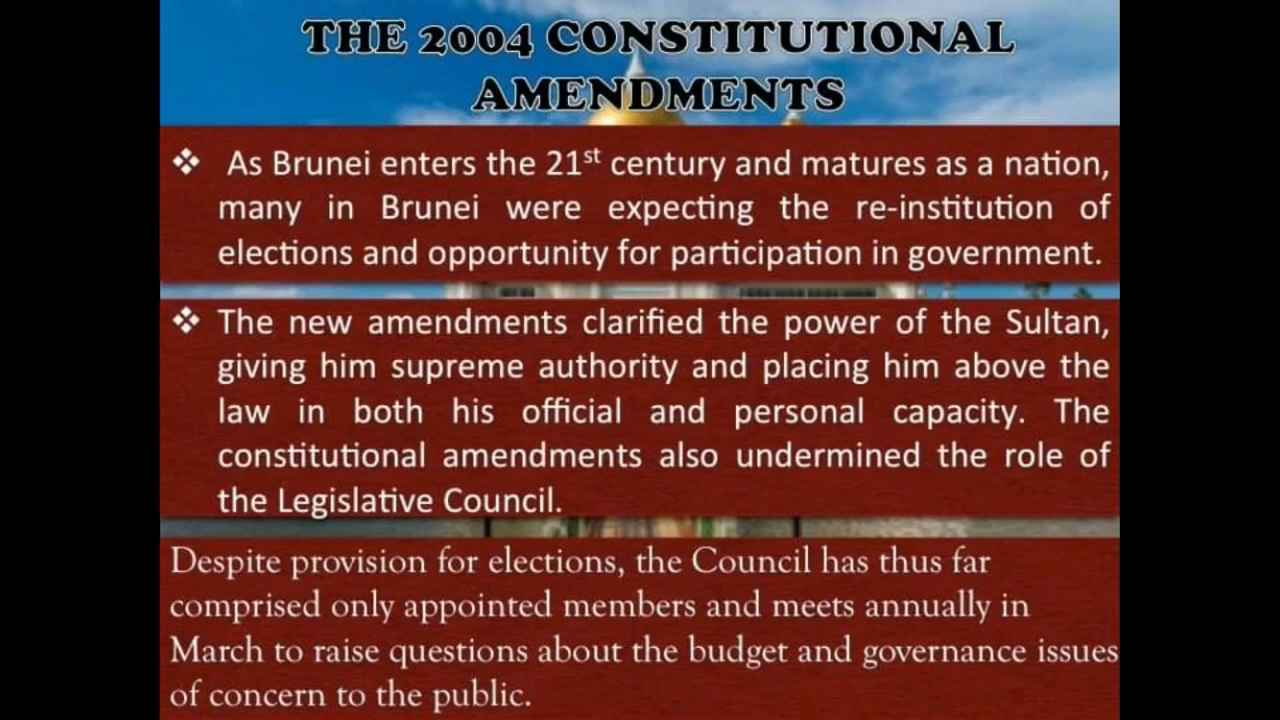 THE 2004 CONSTITUTIONAL
AMENDMENTS
❖ As Brunei enters the 21st century and matures as a nation,
many in Brunei were expecting the re-institution of
elections and opportunity for participation in government.
❖ The new amendments clarified the power of the Sultan,
giving him supreme authority and placing him above the
law in both his official and personal capacity. The
constitutional amendments also undermined the role of
the Legislative Council.
Despite provision for elections, the Council has thus far
comprised only appointed members and meets annually in
March to raise questions about the budget and governance issues
of concern to the public.